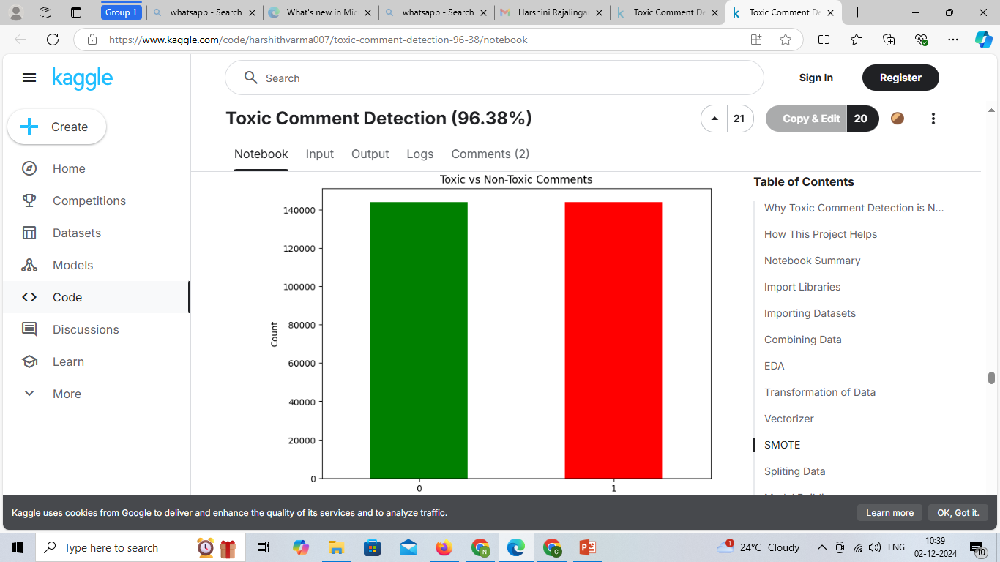 Group 1
whatsapp - Search
What's new in Mic
whatsapp - Search
Harshini Rajalinga
Toxic Comment De
Toxic Comment De
https://www.kaggle.com/code/harshithvarma007/toxic-comment-detection-96-38/notebook
kaggle
Search
Sign In
Register
Create
Home
Competitions
Datasets
Models
Code
Discussions
Learn
More
Toxic Comment Detection (96.38%)
21
Copy & Edit
20
Notebook
Input
Output
Logs
Comments (2)
Toxic vs Non-Toxic Comments
140000
120000
100000
80000
60000
40000
20000
0
Count
0
1
Table of Contents
Why Toxic Comment Detection is N...
How This Project Helps
Notebook Summary
Import Libraries
Importing Datasets
Combining Data
EDA
Transformation of Data
Vectorizer
SMOTE
Spliting Data
Kaggle uses cookies from Google to deliver and enhance the quality of its services and to analyze traffic.
Learn more
OK, Got it.
Type here to search
N
C
1
24°C Cloudy
ENG
10:39
02-12-2024
10